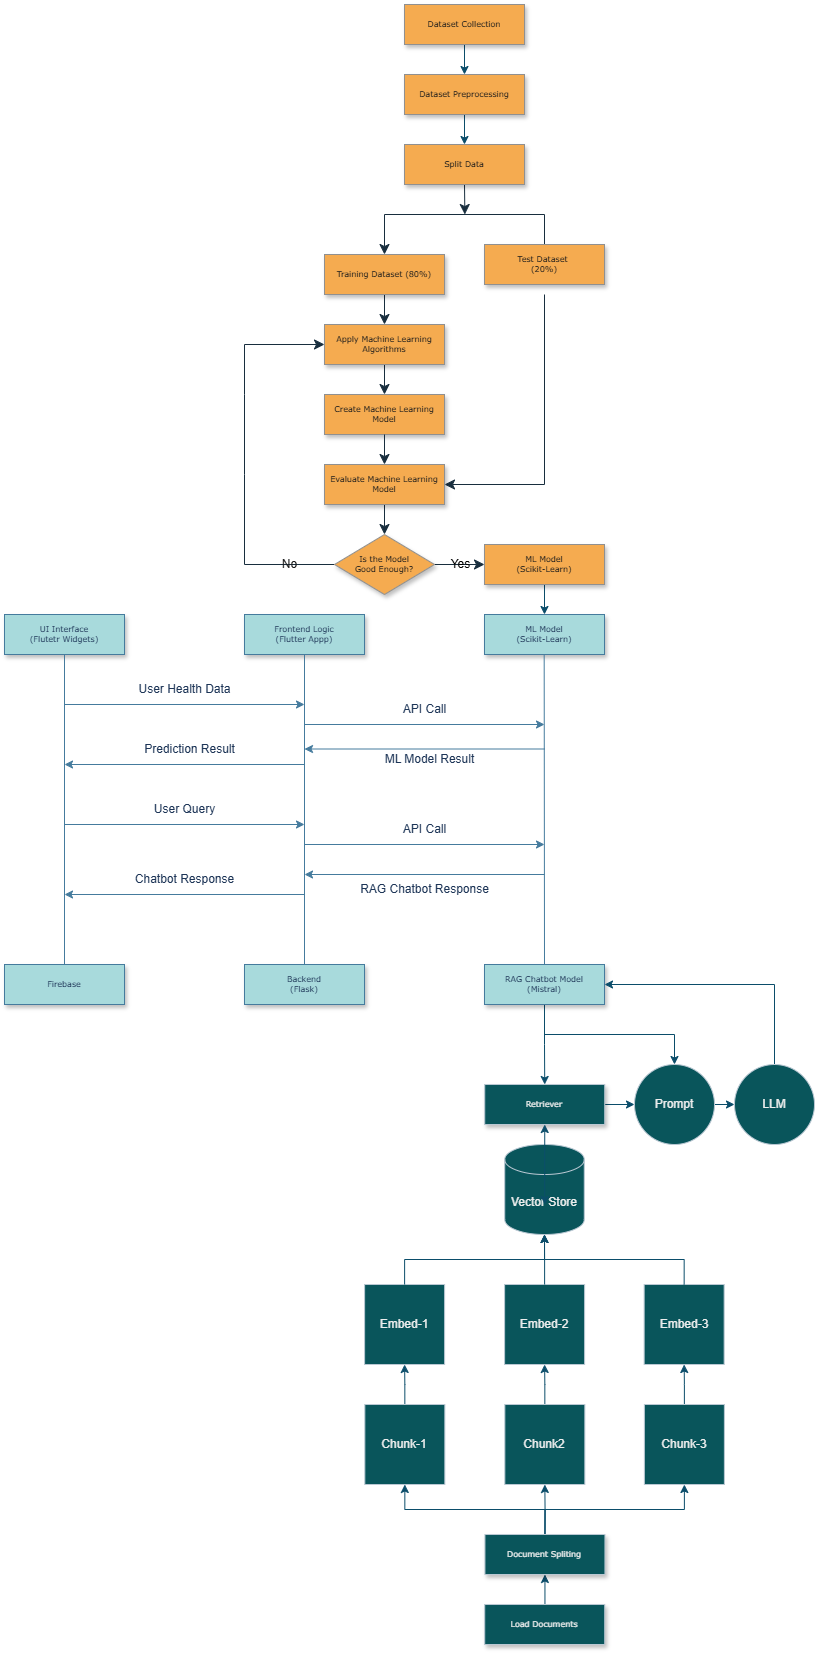 Dataset Collection
Dataset Preprocessing
Split Data
Training Dataset (80%)
Test Dataset
(20%)
Apply Machine Learning
Algorithms
Create Machine Learning
Model
Evaluate Machine Learning
Model
Is the Model
Good Enough?
No
Yes
ML Model
(Scikit-Learn)
UI Interface
(Flutetr Widgets)
Frontend Logic
(Flutter Appp)
ML Model
(Scikit-Learn)
User Health Data
API Call
Prediction Result
ML Model Result
User Query
API Call
Chatbot Response
RAG Chatbot Response
Firebase
Backend
(Flask)
RAG Chatbot Model
(Mistral)
Retriever
Prompt
LLM
Vector Store
Embed-1
Embed-2
Embed-3
Chunk-1
Chunk2
Chunk-3
Document Spliting
Load Documents